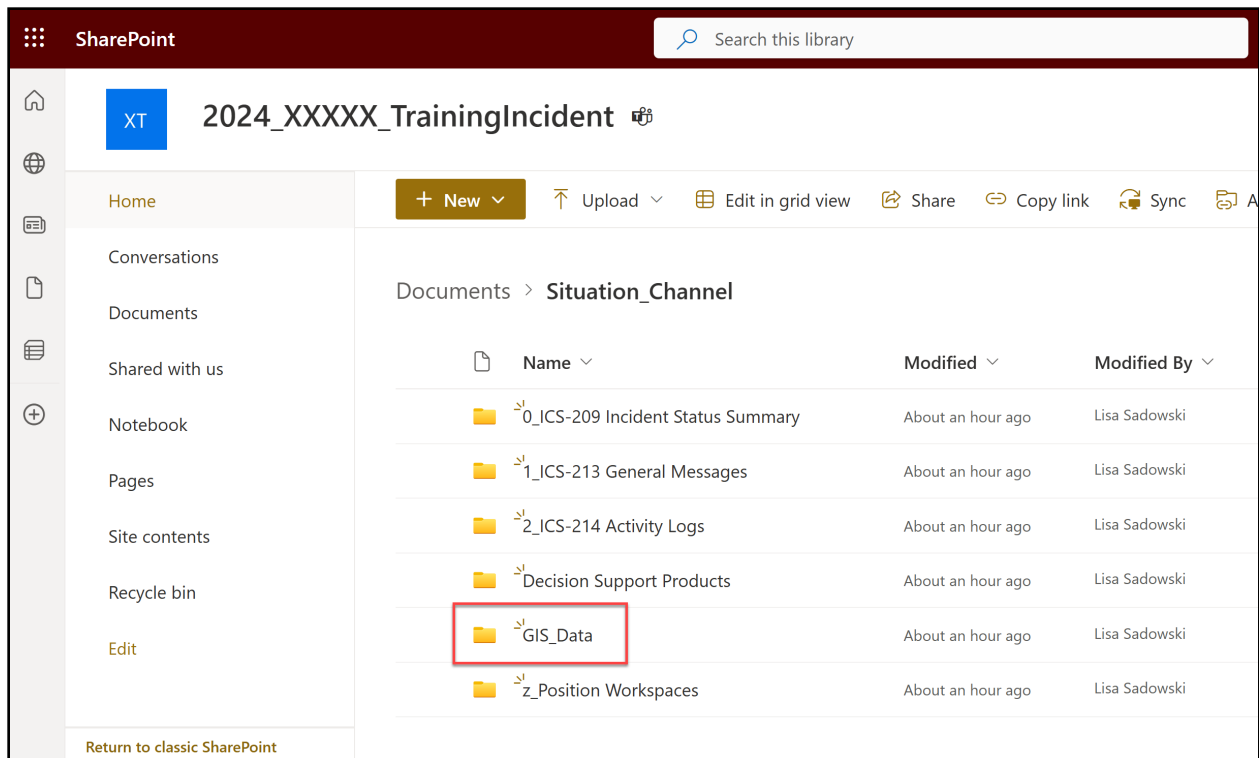 SharePoint
Search this library
XT
2024_XXXXX_TrainingIncident
Home
Conversations
Documents
Shared with us
Notebook
Pages
Site contents
Recycle bin
Edit
Return to classic SharePoint
+ New Upload Edit in grid view Share Copy link Sync A
Documents > Situation_Channel
Name Modified Modified By
0_ICS-209 Incident Status Summary About an hour ago Lisa Sadowski
1_ICS-213 General Messages About an hour ago Lisa Sadowski
2_ICS-214 Activity Logs About an hour ago Lisa Sadowski
Decision Support Products About an hour ago Lisa Sadowski
GIS_Data About an hour ago Lisa Sadowski
z_Position Workspaces About an hour ago Lisa Sadowski